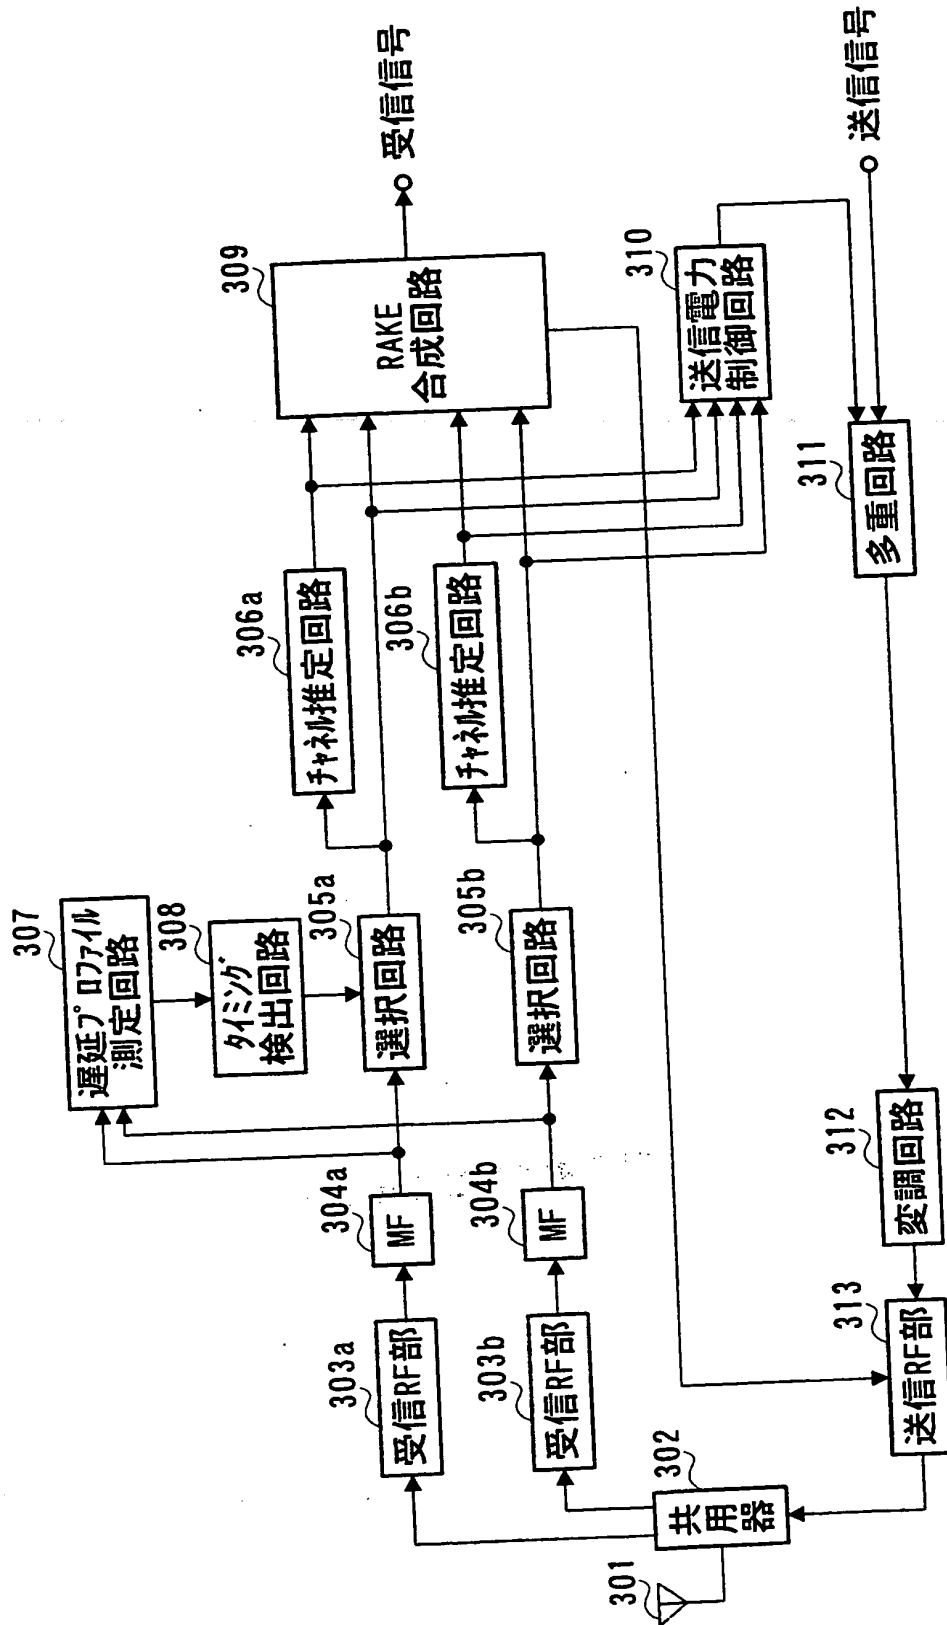 307
遅延プロファイル
測定回路
308
タイミング
検出回路
309
RAKE
合成回路
受信信号
306a
チャネル推定回路
305a
選択回路
304a
MF
303a
受信RF部
306b
チャネル推定回路
305b
選択回路
304b
MF
303b
受信RF部
310
送信電力
制御回路
送信信号
302
共用器
301
311
多重回路
312
変調回路
313
送信RF部